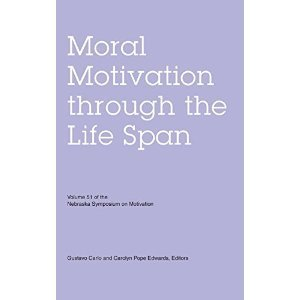 Moral
Motivation
through the
Life Span
Volume 51 of the
Nebraska Symposium on Motivation
Gustavo Carlo and Carolyn Pope Edwards, Editors